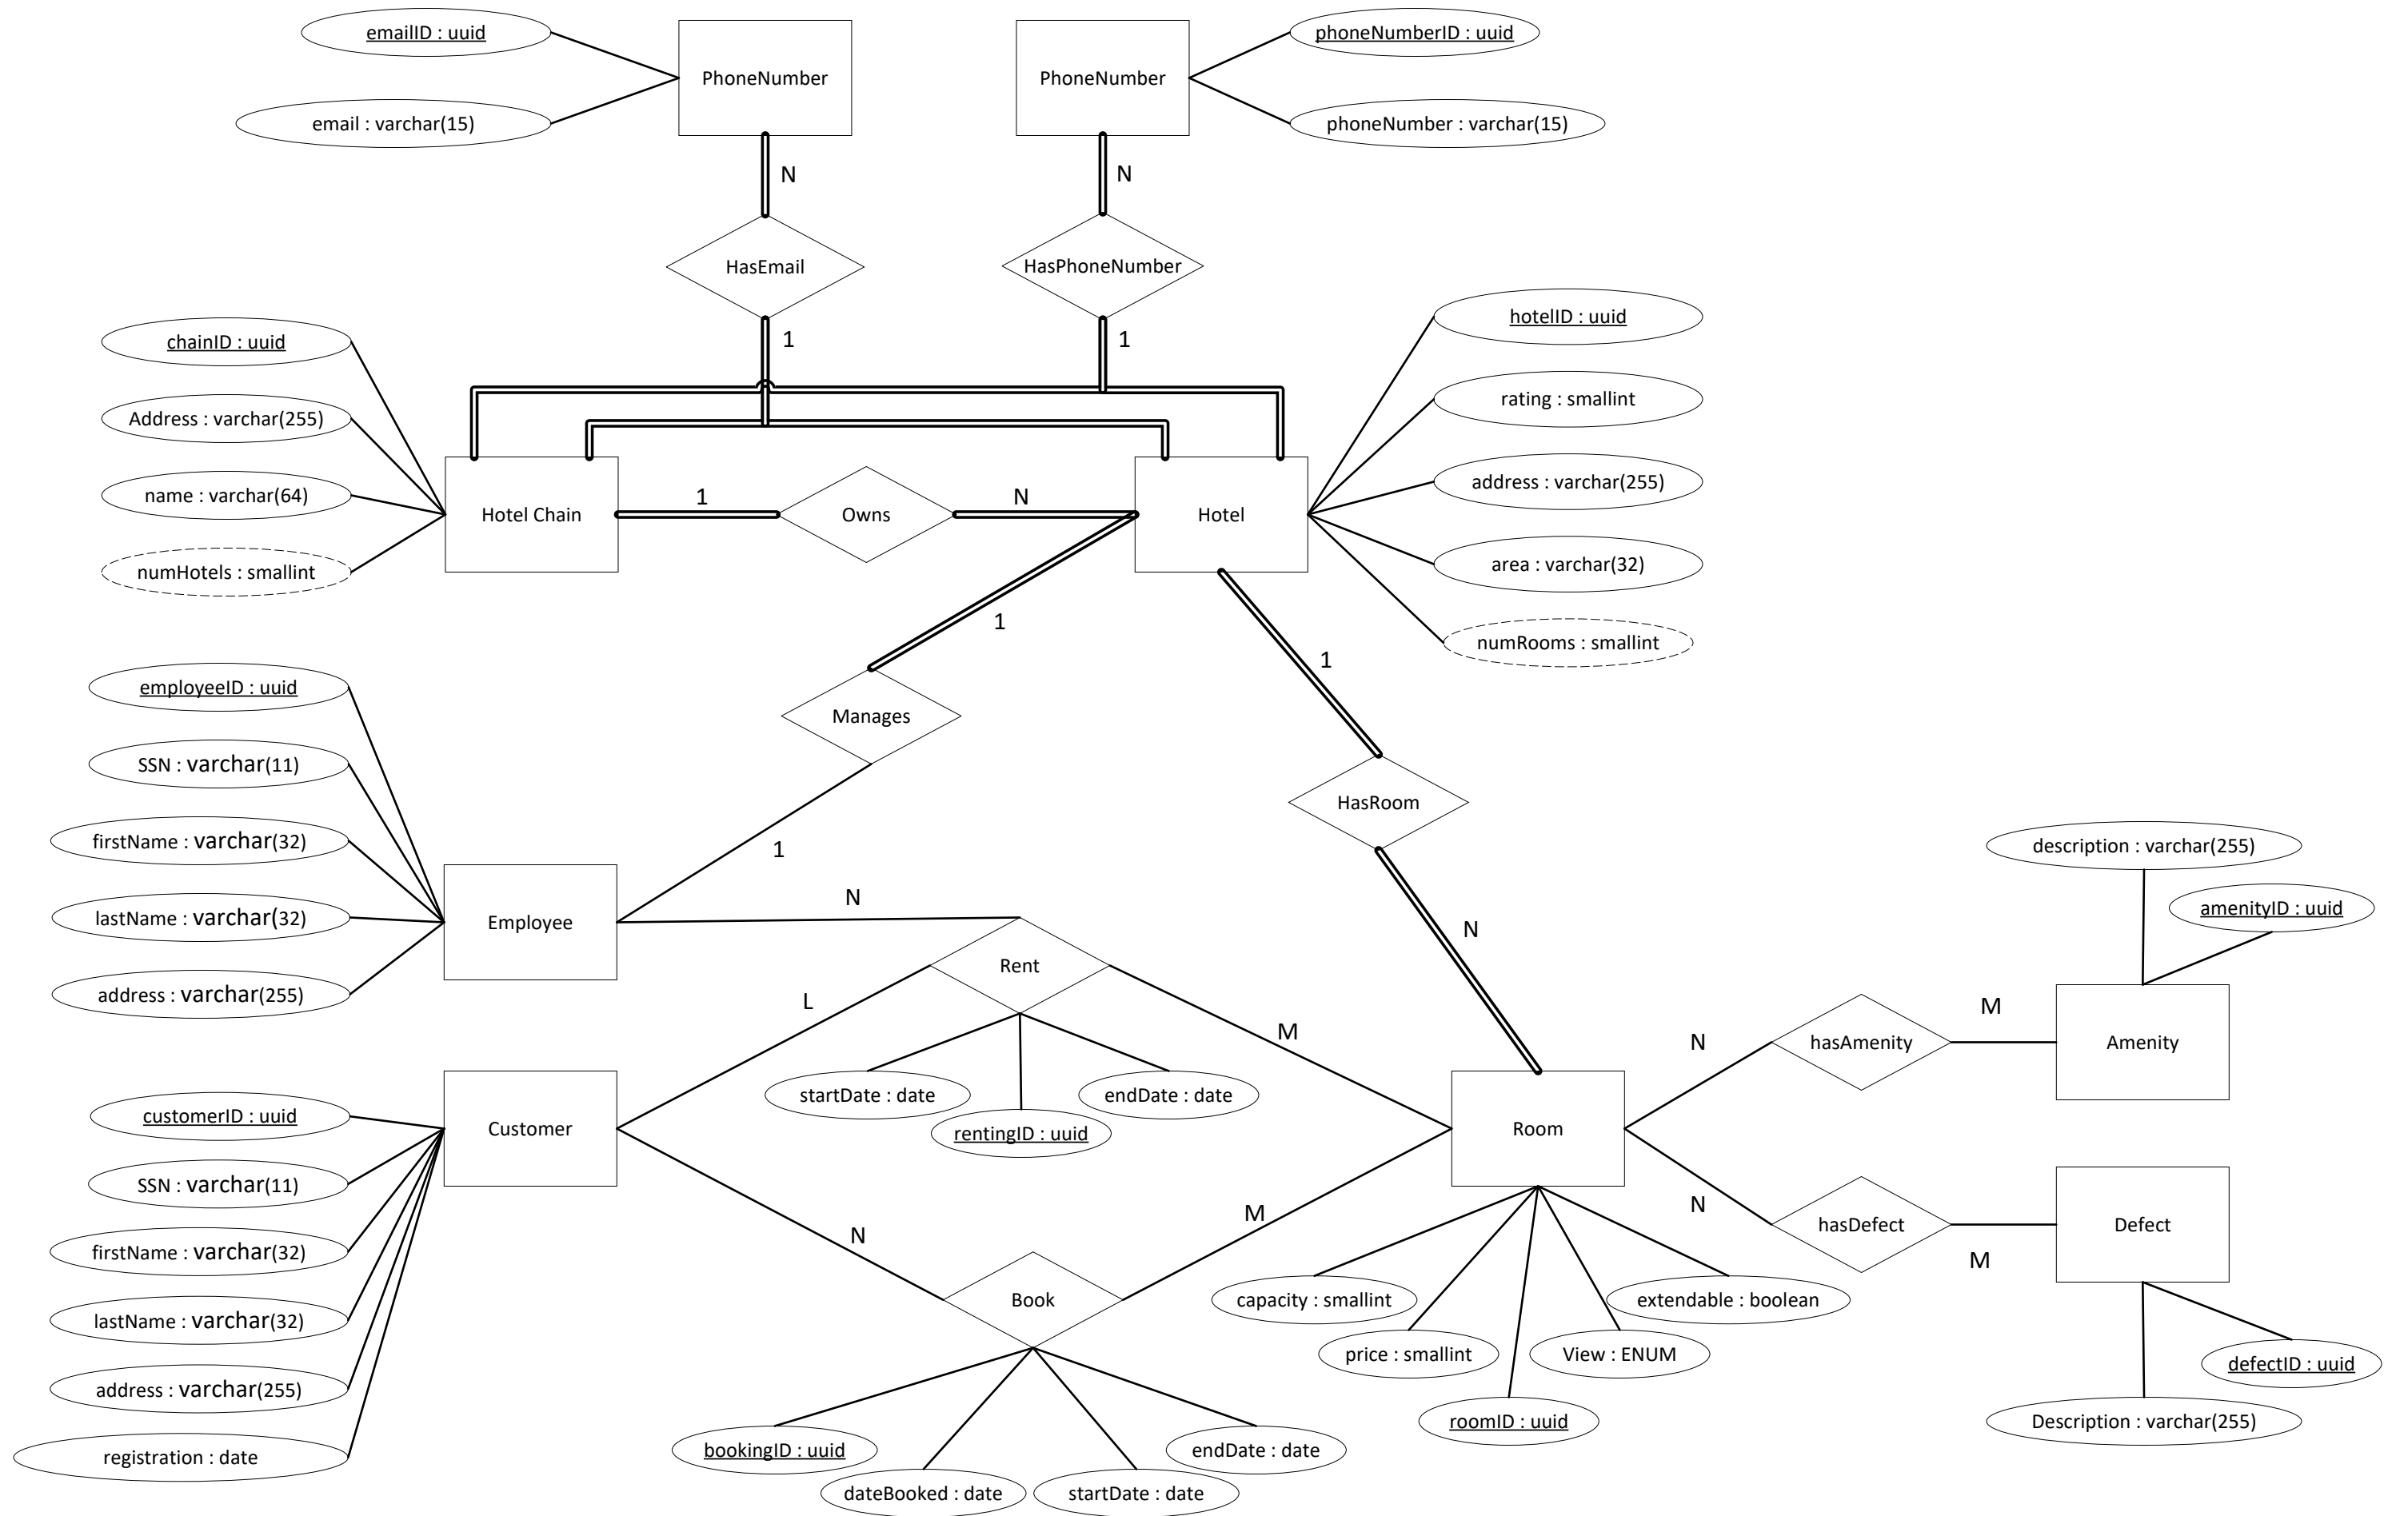 emailID : uuid
PhoneNumber
PhoneNumber
phoneNumberID : uuid
email : varchar(15)
phoneNumber : varchar(15)
N
N
HasEmail
HasPhoneNumber
1
1
chainID : uuid
Address : varchar(255)
name : varchar(64)
numHotels : smallint
Hotel Chain
1
Owns
N
Hotel
hotelID : uuid
rating : smallint
address : varchar(255)
area : varchar(32)
numRooms : smallint
1
1
Manages
HasRoom
1
N
employeeID : uuid
SSN : varchar(11)
firstName : varchar(32)
lastName : varchar(32)
address : varchar(255)
Employee
N
Rent
L
M
startDate : date
rentingID : uuid
endDate : date
description : varchar(255)
amenityID : uuid
N
hasAmenity
M
Amenity
customerID : uuid
SSN : varchar(11)
firstName : varchar(32)
lastName : varchar(32)
address : varchar(255)
registration : date
Customer
Room
N
M
N
hasDefect
M
Defect
Book
bookingID : uuid
dateBooked : date
startDate : date
endDate : date
capacity : smallint
price : smallint
roomID : uuid
View : ENUM
extendable : boolean
defectID : uuid
Description : varchar(255)